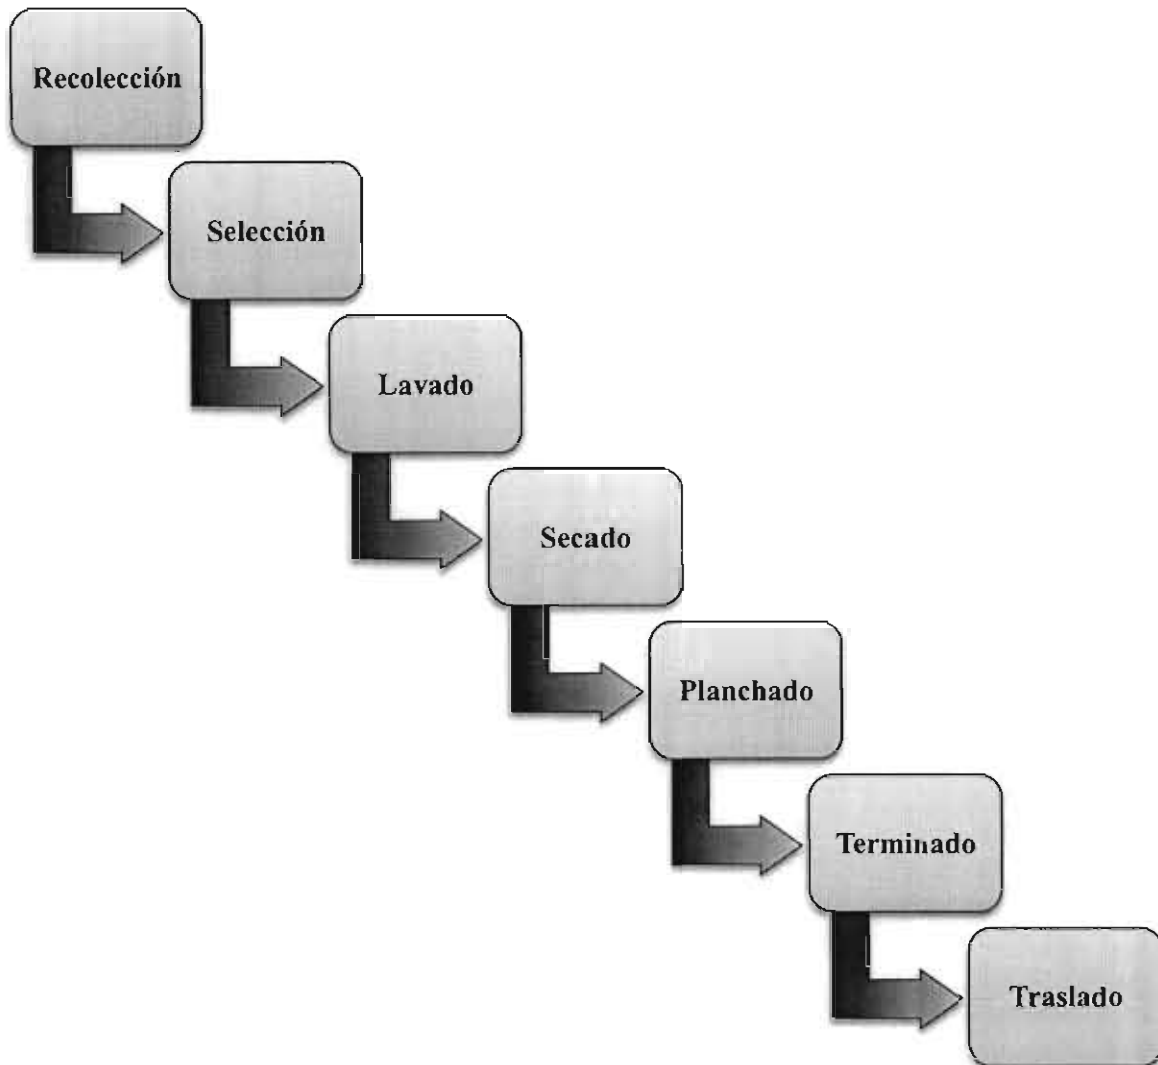 Recolección
Selección
Lavado
Secado
Planchado
Terminado
Traslado